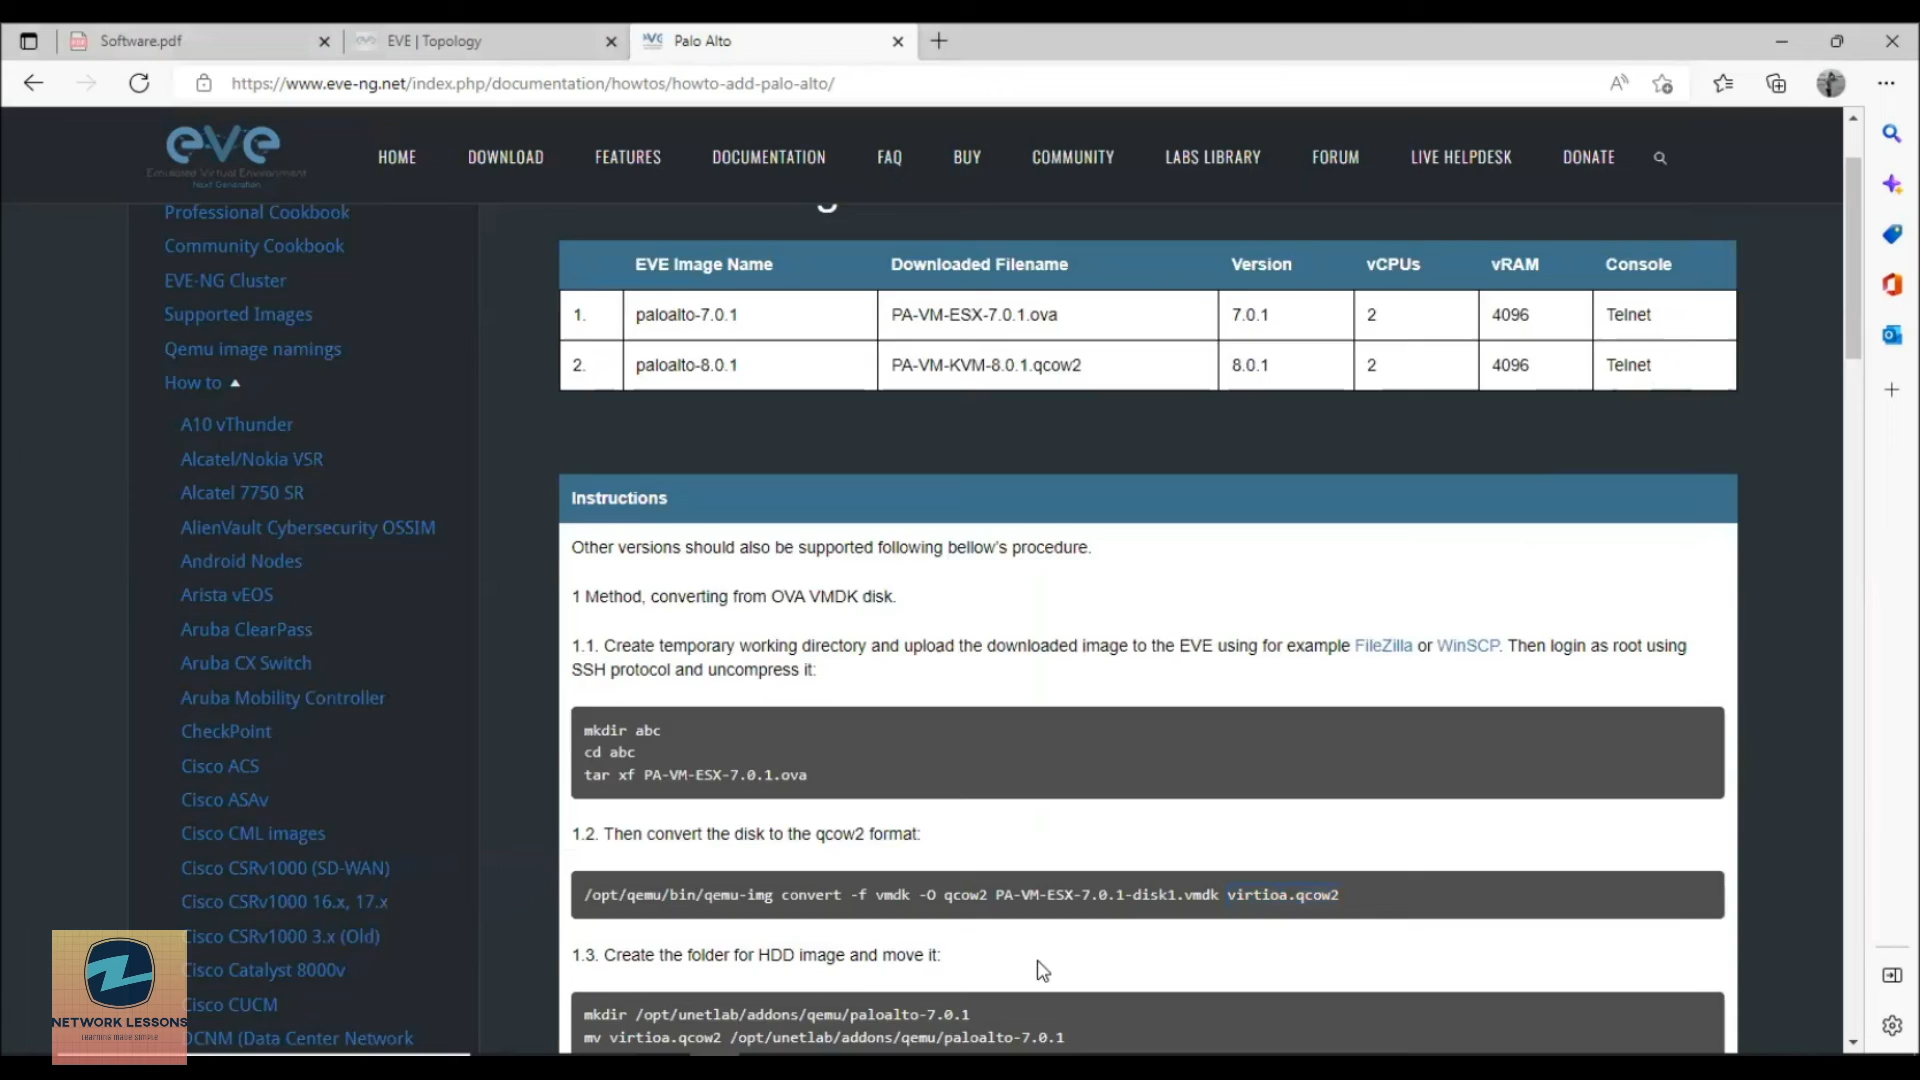 Software.pdf
EVE | Topology
Palo Alto
https://www.eve-ng.net/index.php/documentation/howtos/howto-add-palo-alto/
eve
Emulated Virtual Environment
Next Generation
HOME
DOWNLOAD
FEATURES
DOCUMENTATION
FAQ
BUY
COMMUNITY
LABS LIBRARY
FORUM
LIVE HELPDESK
DONATE
Professional Cookbook
Community Cookbook
EVE-NG Cluster
Supported Images
Qemu image namings
How to
A10 vThunder
Alcatel/Nokia VSR
Alcatel 7750 SR
AlienVault Cybersecurity OSSIM
Android Nodes
Arista vEOS
Aruba ClearPass
Aruba CX Switch
Aruba Mobility Controller
CheckPoint
Cisco ACS
Cisco ASAv
Cisco CML images
Cisco CSRv1000 (SD-WAN)
Cisco CSRv1000 16.x, 17.x
Cisco CSRv1000 3.x (Old)
Cisco Catalyst 8000v
Cisco CUCM
DCNM (Data Center Network
EVE Image Name Downloaded Filename Version vCPUs vRAM Console
1. paloalto-7.0.1 PA-VM-ESX-7.0.1.ova 7.0.1 2 4096 Telnet
2. paloalto-8.0.1 PA-VM-KVM-8.0.1.qcow2 8.0.1 2 4096 Telnet
Instructions
Other versions should also be supported following bellow's procedure.
1 Method, converting from OVA VMDK disk.
1.1. Create temporary working directory and upload the downloaded image to the EVE using for example FileZilla or WinSCP. Then login as root using
SSH protocol and uncompress it:
mkdir abc
cd abc
tar xf PA-VM-ESX-7.0.1.ova
1.2. Then convert the disk to the qcow2 format:
/opt/qemu/bin/qemu-img convert -f vmdk -O qcow2 PA-VM-ESX-7.0.1-disk1.vmdk virtioa.qcow2
1.3. Create the folder for HDD image and move it:
mkdir /opt/unetlab/addons/qemu/paloalto-7.0.1
mv virtioa.qcow2 /opt/unetlab/addons/qemu/paloalto-7.0.1
NETWORK LESSONS
LEARNING MADE SIMPLE